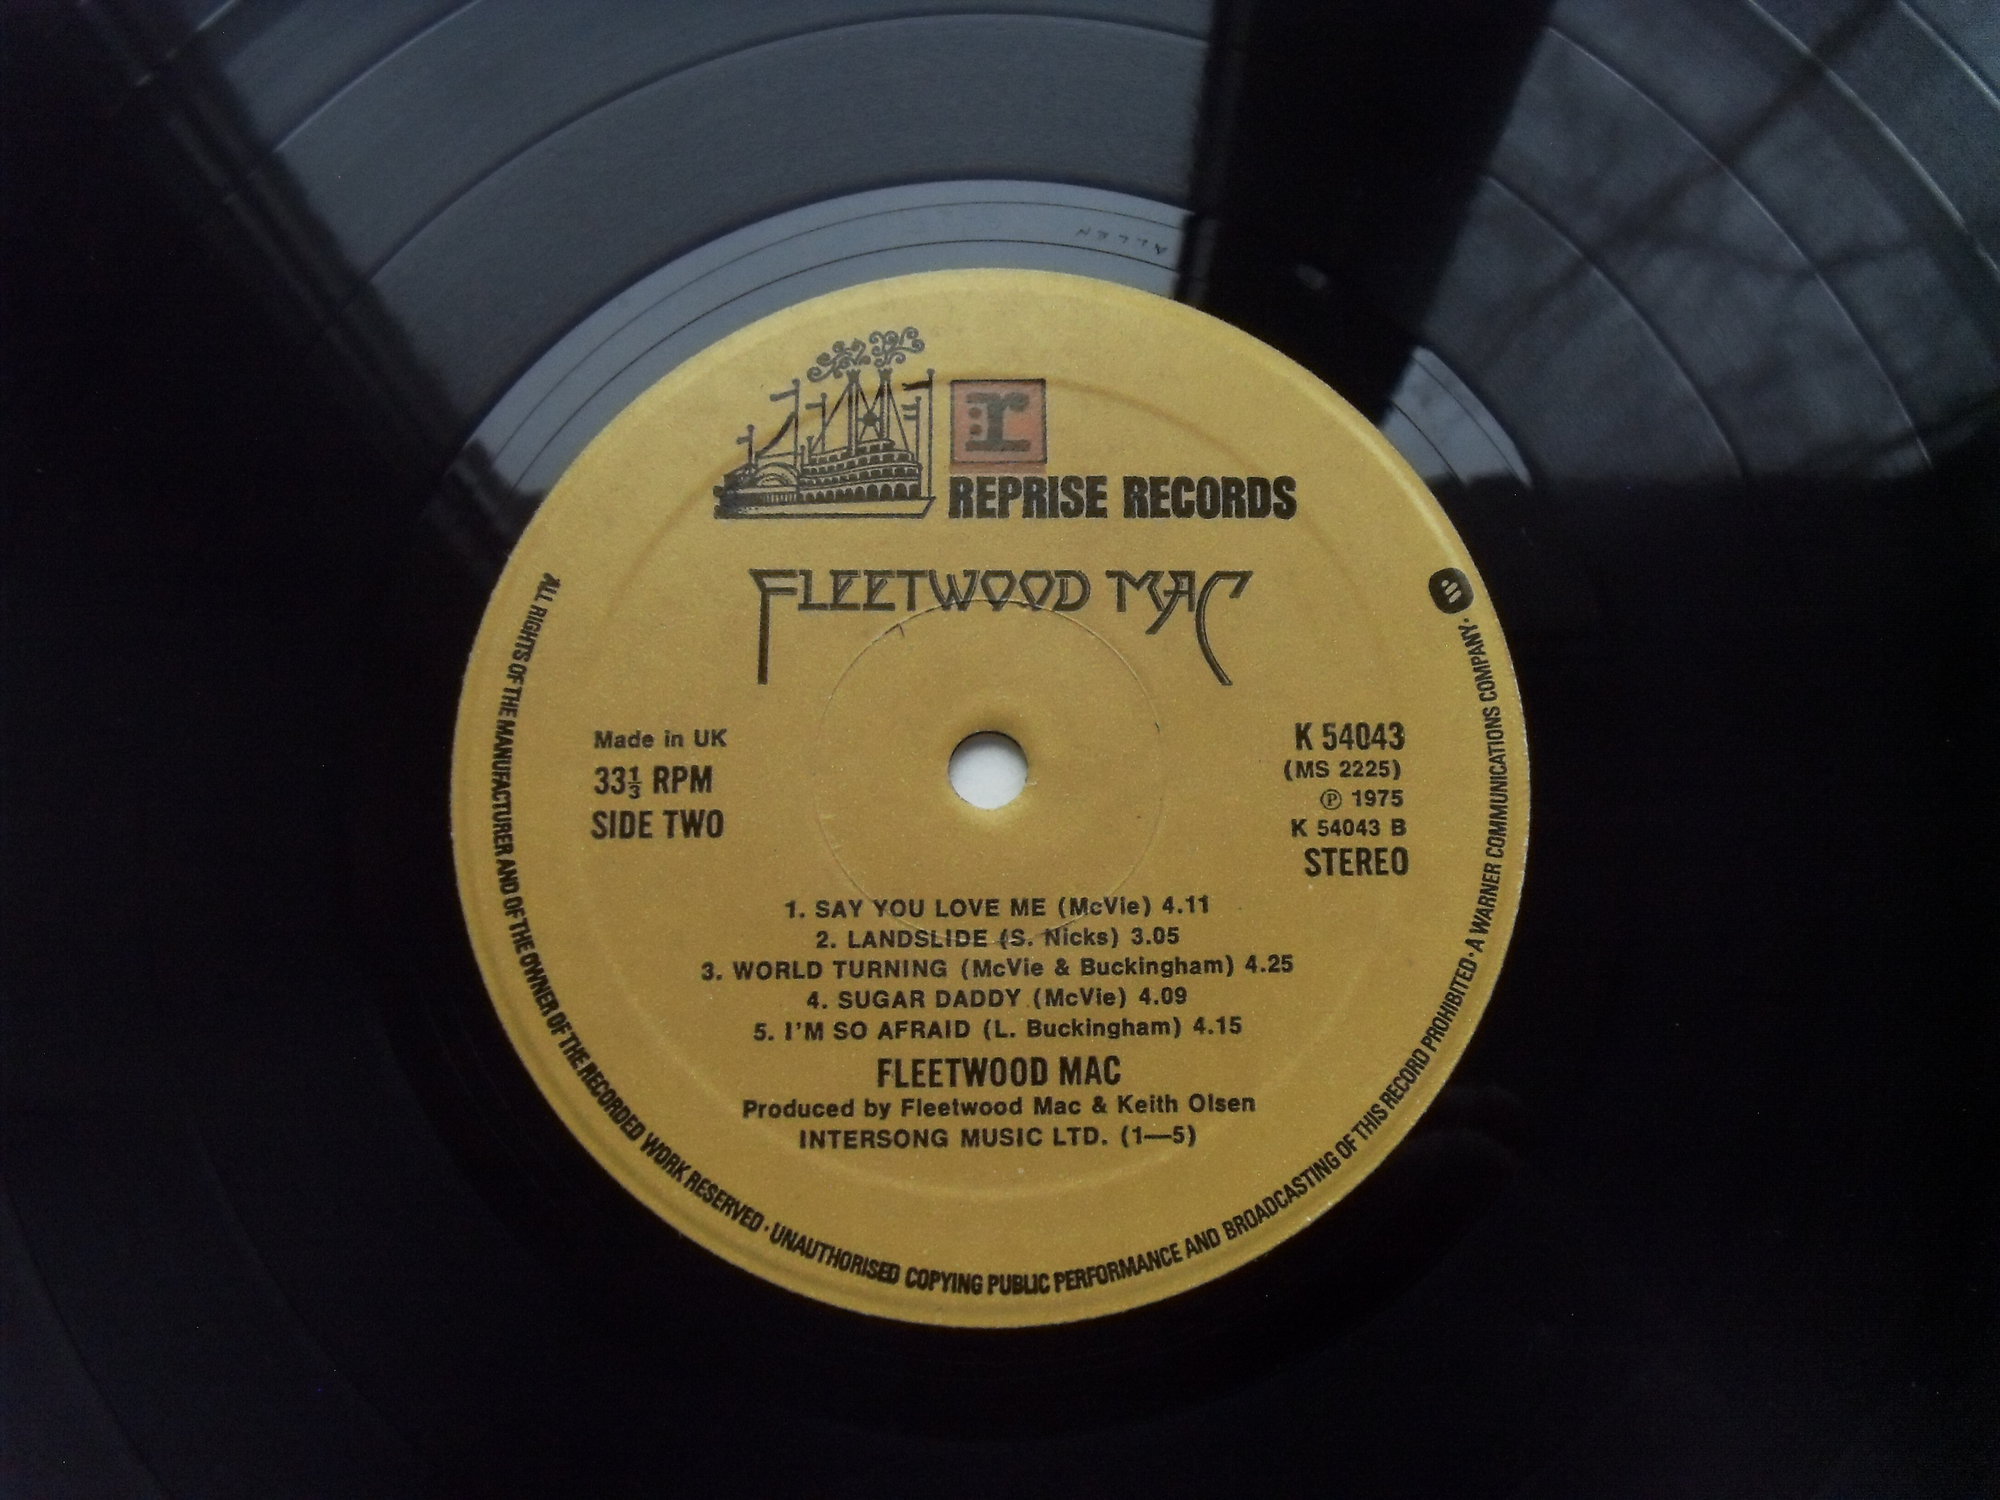 ALLEN
r
REPRISE RECORDS
FLEETWOOD MAC
Made in UK
33⅓ RPM
SIDE TWO
K 54043
(MS 2225)
℗ 1975
K 54043 B
STEREO
1. SAY YOU LOVE ME (McVie) 4.11
2. LANDSLIDE (S. Nicks) 3.05
3. WORLD TURNING (McVie & Buckingham) 4.25
4. SUGAR DADDY (McVie) 4.09
5. I'M SO AFRAID (L. Buckingham) 4.15
FLEETWOOD MAC
Produced by Fleetwood Mac & Keith Olsen
INTERSONG MUSIC LTD. (1—5)
ALL RIGHTS OF THE MANUFACTURER AND OF THE OWNER OF THE RECORDED WORK RESERVED · UNAUTHORISED COPYING PUBLIC PERFORMANCE AND BROADCASTING OF THIS RECORD PROHIBITED · A WARNER COMMUNICATIONS COMPANY.